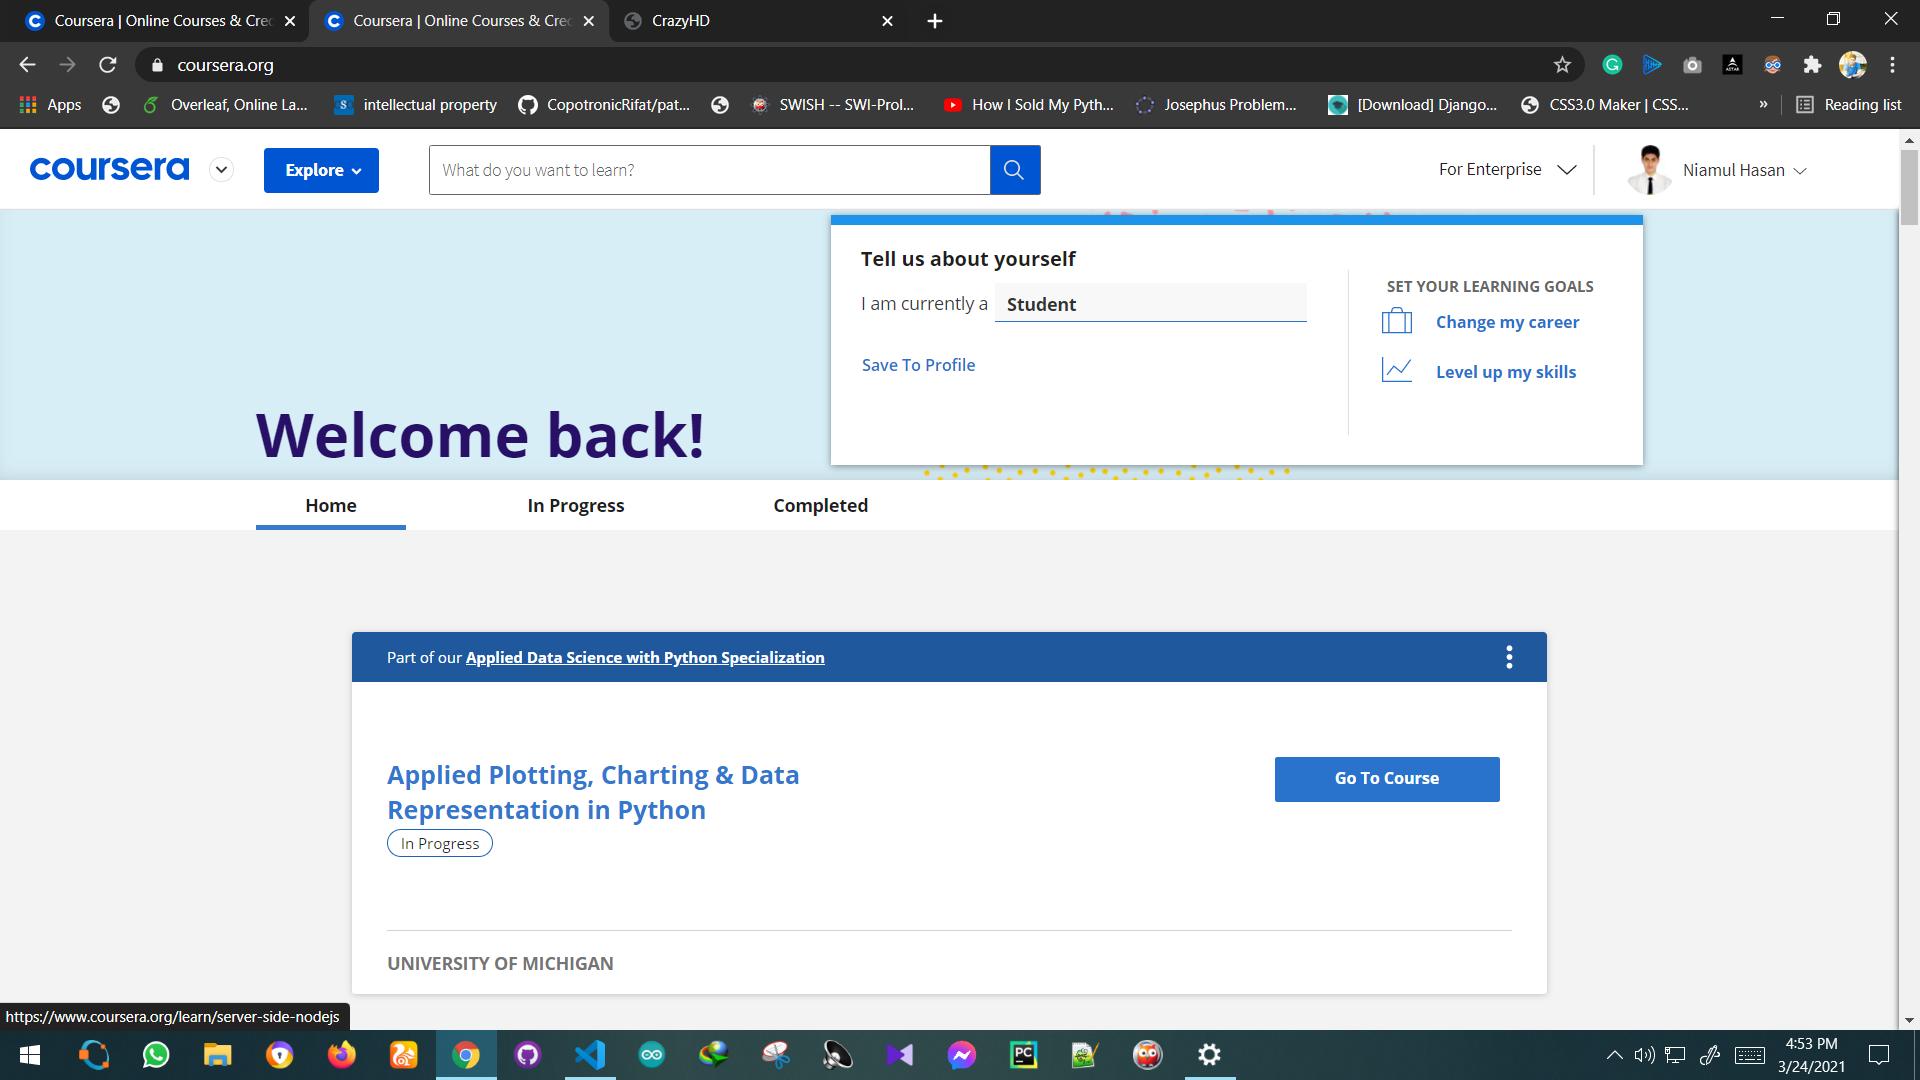 Coursera | Online Courses & Cred
Coursera | Online Courses & Cred
CrazyHD
coursera.org
Apps
Overleaf, Online La...
intellectual property
CopotronicRifat/pat...
SWISH -- SWI-Prol...
How I Sold My Pyth...
Josephus Problem...
[Download] Django...
CSS3.0 Maker | CSS...
»
Reading list
coursera
Explore
What do you want to learn?
For Enterprise
Niamul Hasan
Tell us about yourself
I am currently a Student
Save To Profile
SET YOUR LEARNING GOALS
Change my career
Level up my skills
Welcome back!
Home
In Progress
Completed
Part of our Applied Data Science with Python Specialization
Applied Plotting, Charting & Data
Representation in Python
Go To Course
In Progress
UNIVERSITY OF MICHIGAN
https://www.coursera.org/learn/server-side-nodejs
PC
4:53 PM
3/24/2021